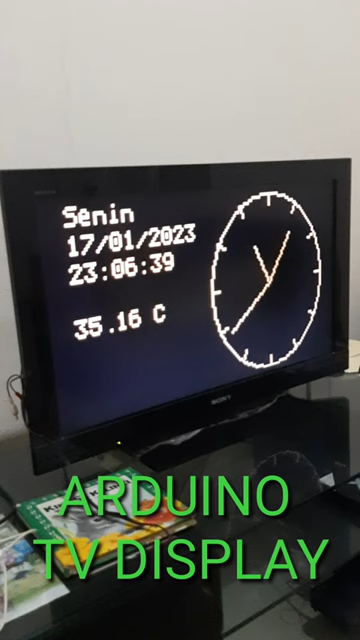 Senin
17/01/2023
23:06:39
35.16 C
SONY
ARDUINO
TV DISPLAY